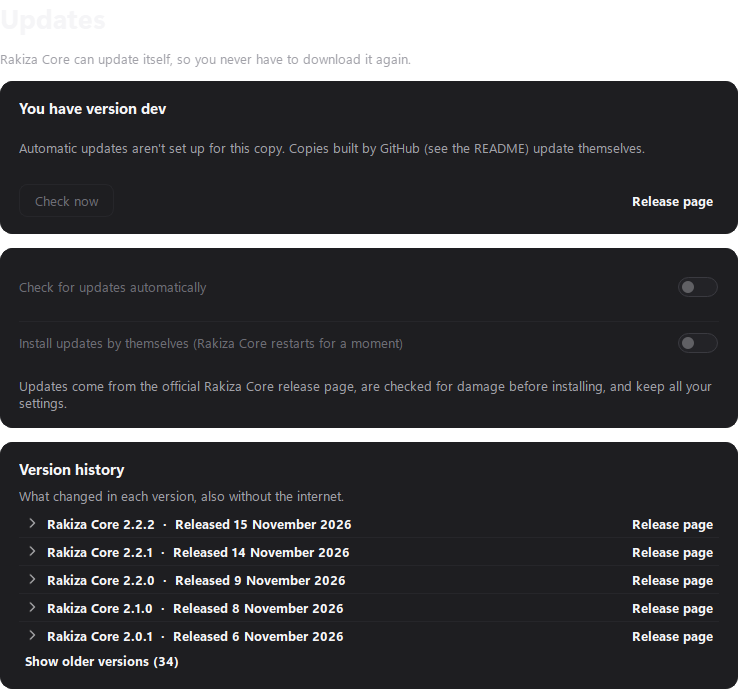 Updates
Rakiza Core can update itself, so you never have to download it again.
You have version dev
Automatic updates aren't set up for this copy. Copies built by GitHub (see the README) update themselves.
Check now
Release page
Check for updates automatically
Install updates by themselves (Rakiza Core restarts for a moment)
Updates come from the official Rakiza Core release page, are checked for damage before installing, and keep all your
settings.
Version history
What changed in each version, also without the internet.
Rakiza Core 2.2.2 · Released 15 November 2026 Release page
Rakiza Core 2.2.1 · Released 14 November 2026 Release page
Rakiza Core 2.2.0 · Released 9 November 2026 Release page
Rakiza Core 2.1.0 · Released 8 November 2026 Release page
Rakiza Core 2.0.1 · Released 6 November 2026 Release page
Show older versions (34)